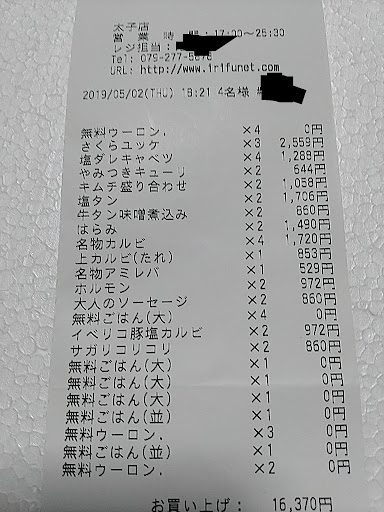 太子店
営 業 時 間：17:00～25:30
レジ担当：
Tel: 079-277-5676
URL: http://www.1r1funet.com
2019/05/02(THU) 18:21 4名様
無料ウーロン. ×4 0円
さくらユッケ ×3 2,559円
塩ダレキャベツ ×4 1,288円
やみつきキューリ ×2 644円
キムチ盛り合わせ ×2 1,058円
塩タン ×2 1,706円
牛タン味噌煮込み ×2 860円
はらみ ×2 1,490円
名物カルビ ×4 1,720円
上カルビ(たれ) ×1 853円
名物アミレバ ×1 529円
ホルモン ×2 972円
大人のソーセージ ×2 860円
無料ごはん(大) ×4 0円
イベリコ豚塩カルビ ×2 972円
サガリコリコリ ×2 860円
無料ごはん(大) ×1 0円
無料ごはん(大) ×1 0円
無料ごはん(大) ×1 0円
無料ごはん(並) ×1 0円
無料ウーロン. ×3 0円
無料ごはん(並) ×1 0円
無料ウーロン. ×2 0円
お買い上げ： 16,370円